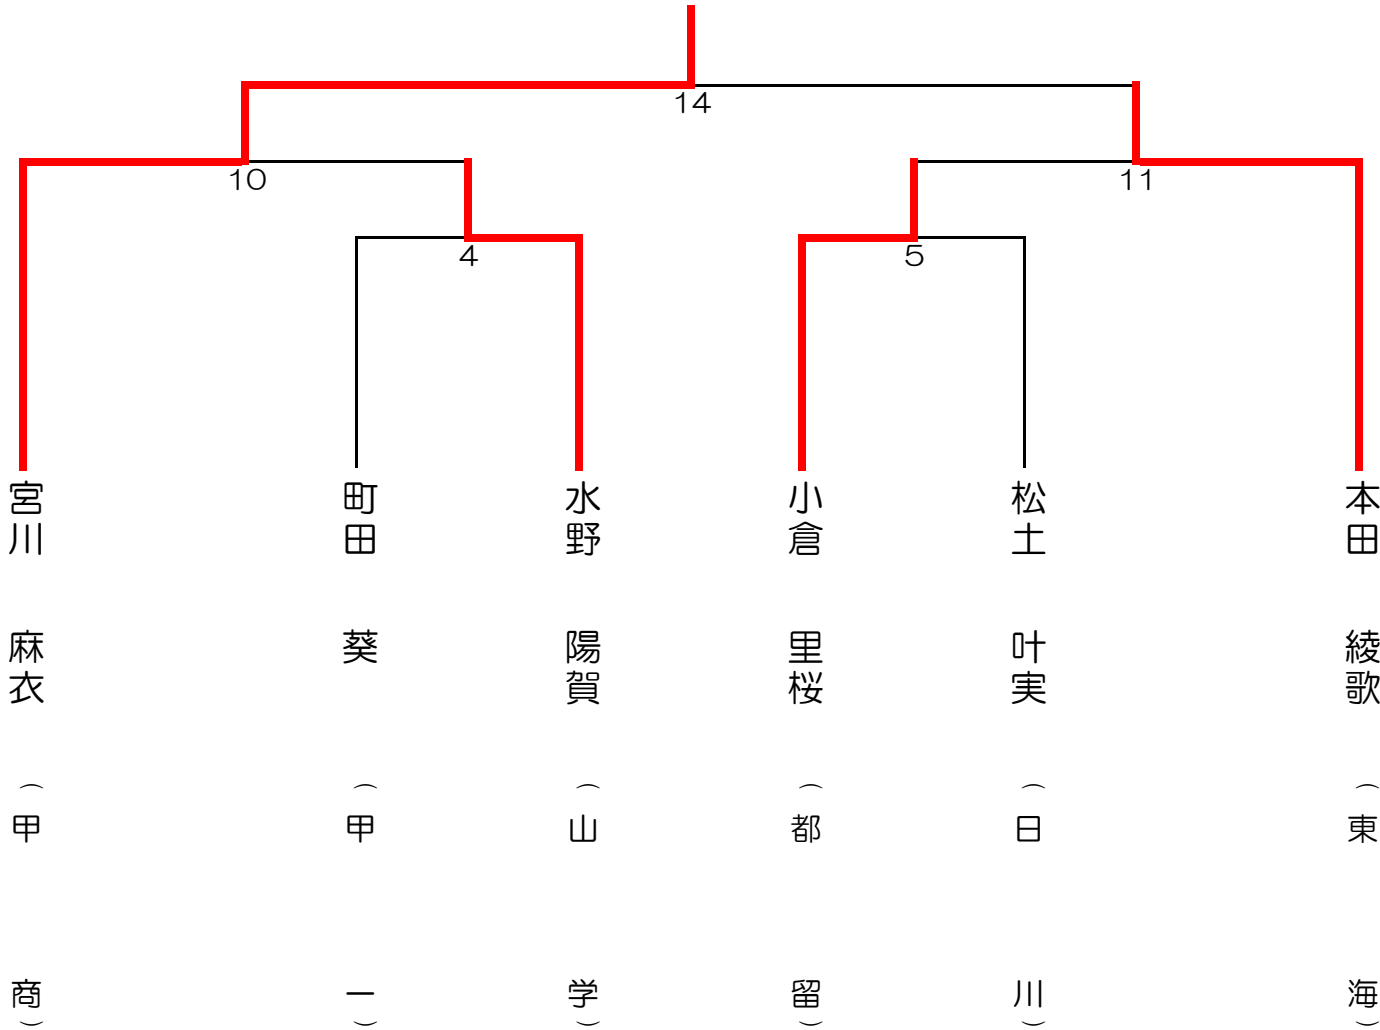 14
10
11
4
5
宮川 麻衣 （甲 商）
町田 葵 （甲 一）
水野 陽賀 （山 学）
小倉 里桜 （都 留）
松土 叶実 （日 川）
本田 綾歌 （東 海）